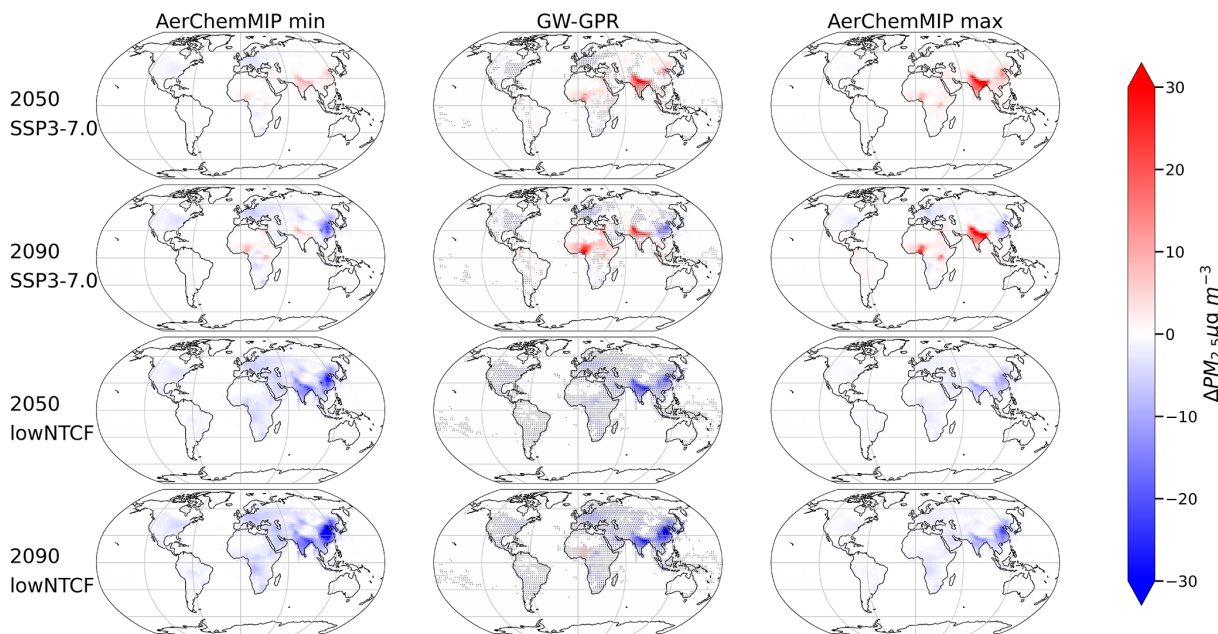 AerChemMIP min
GW-GPR
AerChemMIP max
2050
SSP3-7.0
2090
SSP3-7.0
2050
lowNTCF
2090
lowNTCF
30
20
10
0
−10
−20
−30
ΔPM₂.₅μg m⁻³